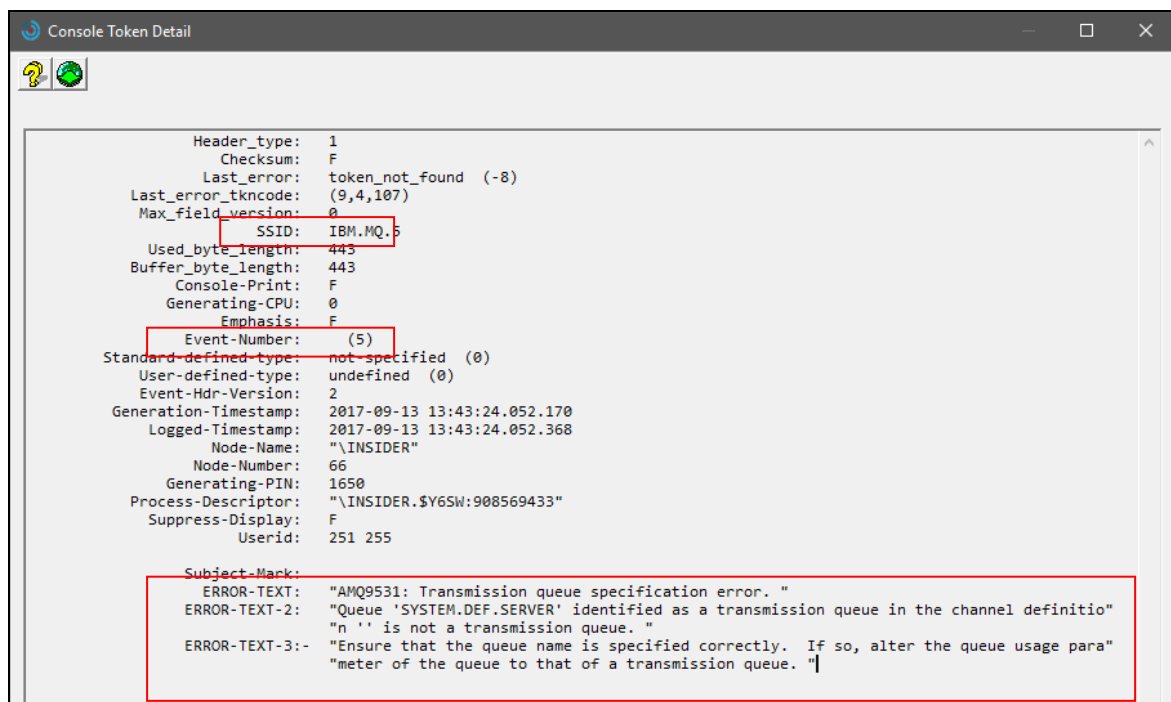 Console Token Detail
Header_type: 1
Checksum: F
Last_error: token_not_found (-8)
Last_error_tkncode: (9,4,107)
Max_field_version: 0
SSID: IBM.MQ.5
Used_byte_length: 443
Buffer_byte_length: 443
Console-Print: F
Generating-CPU: 0
Emphasis: F
Event-Number: (5)
Standard-defined-type: not-specified (0)
User-defined-type: undefined (0)
Event-Hdr-Version: 2
Generation-Timestamp: 2017-09-13 13:43:24.052.170
Logged-Timestamp: 2017-09-13 13:43:24.052.368
Node-Name: "\INSIDER"
Node-Number: 66
Generating-PIN: 1650
Process-Descriptor: "\INSIDER.$Y6SW:908569433"
Suppress-Display: F
Userid: 251 255
Subject-Mark:
ERROR-TEXT: "AMQ9531: Transmission queue specification error. "
ERROR-TEXT-2: "Queue 'SYSTEM.DEF.SERVER' identified as a transmission queue in the channel definitio"
"n '' is not a transmission queue. "
ERROR-TEXT-3:- "Ensure that the queue name is specified correctly.  If so, alter the queue usage para"
"meter of the queue to that of a transmission queue. "